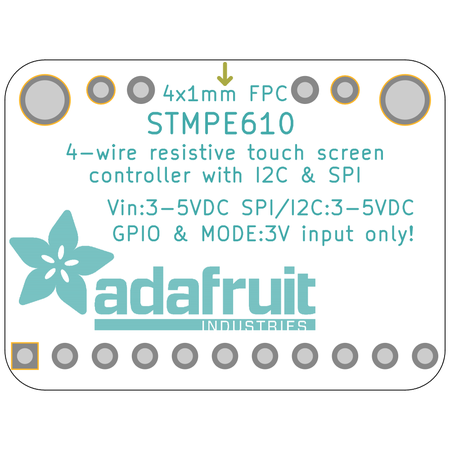 4x1mm FPC
STMPE610
4-wire resistive touch screen
controller with I2C & SPI
Vin:3-5VDC SPI/I2C:3-5VDC
GPIO & MODE:3V input only!
adafruit
INDUSTRIES